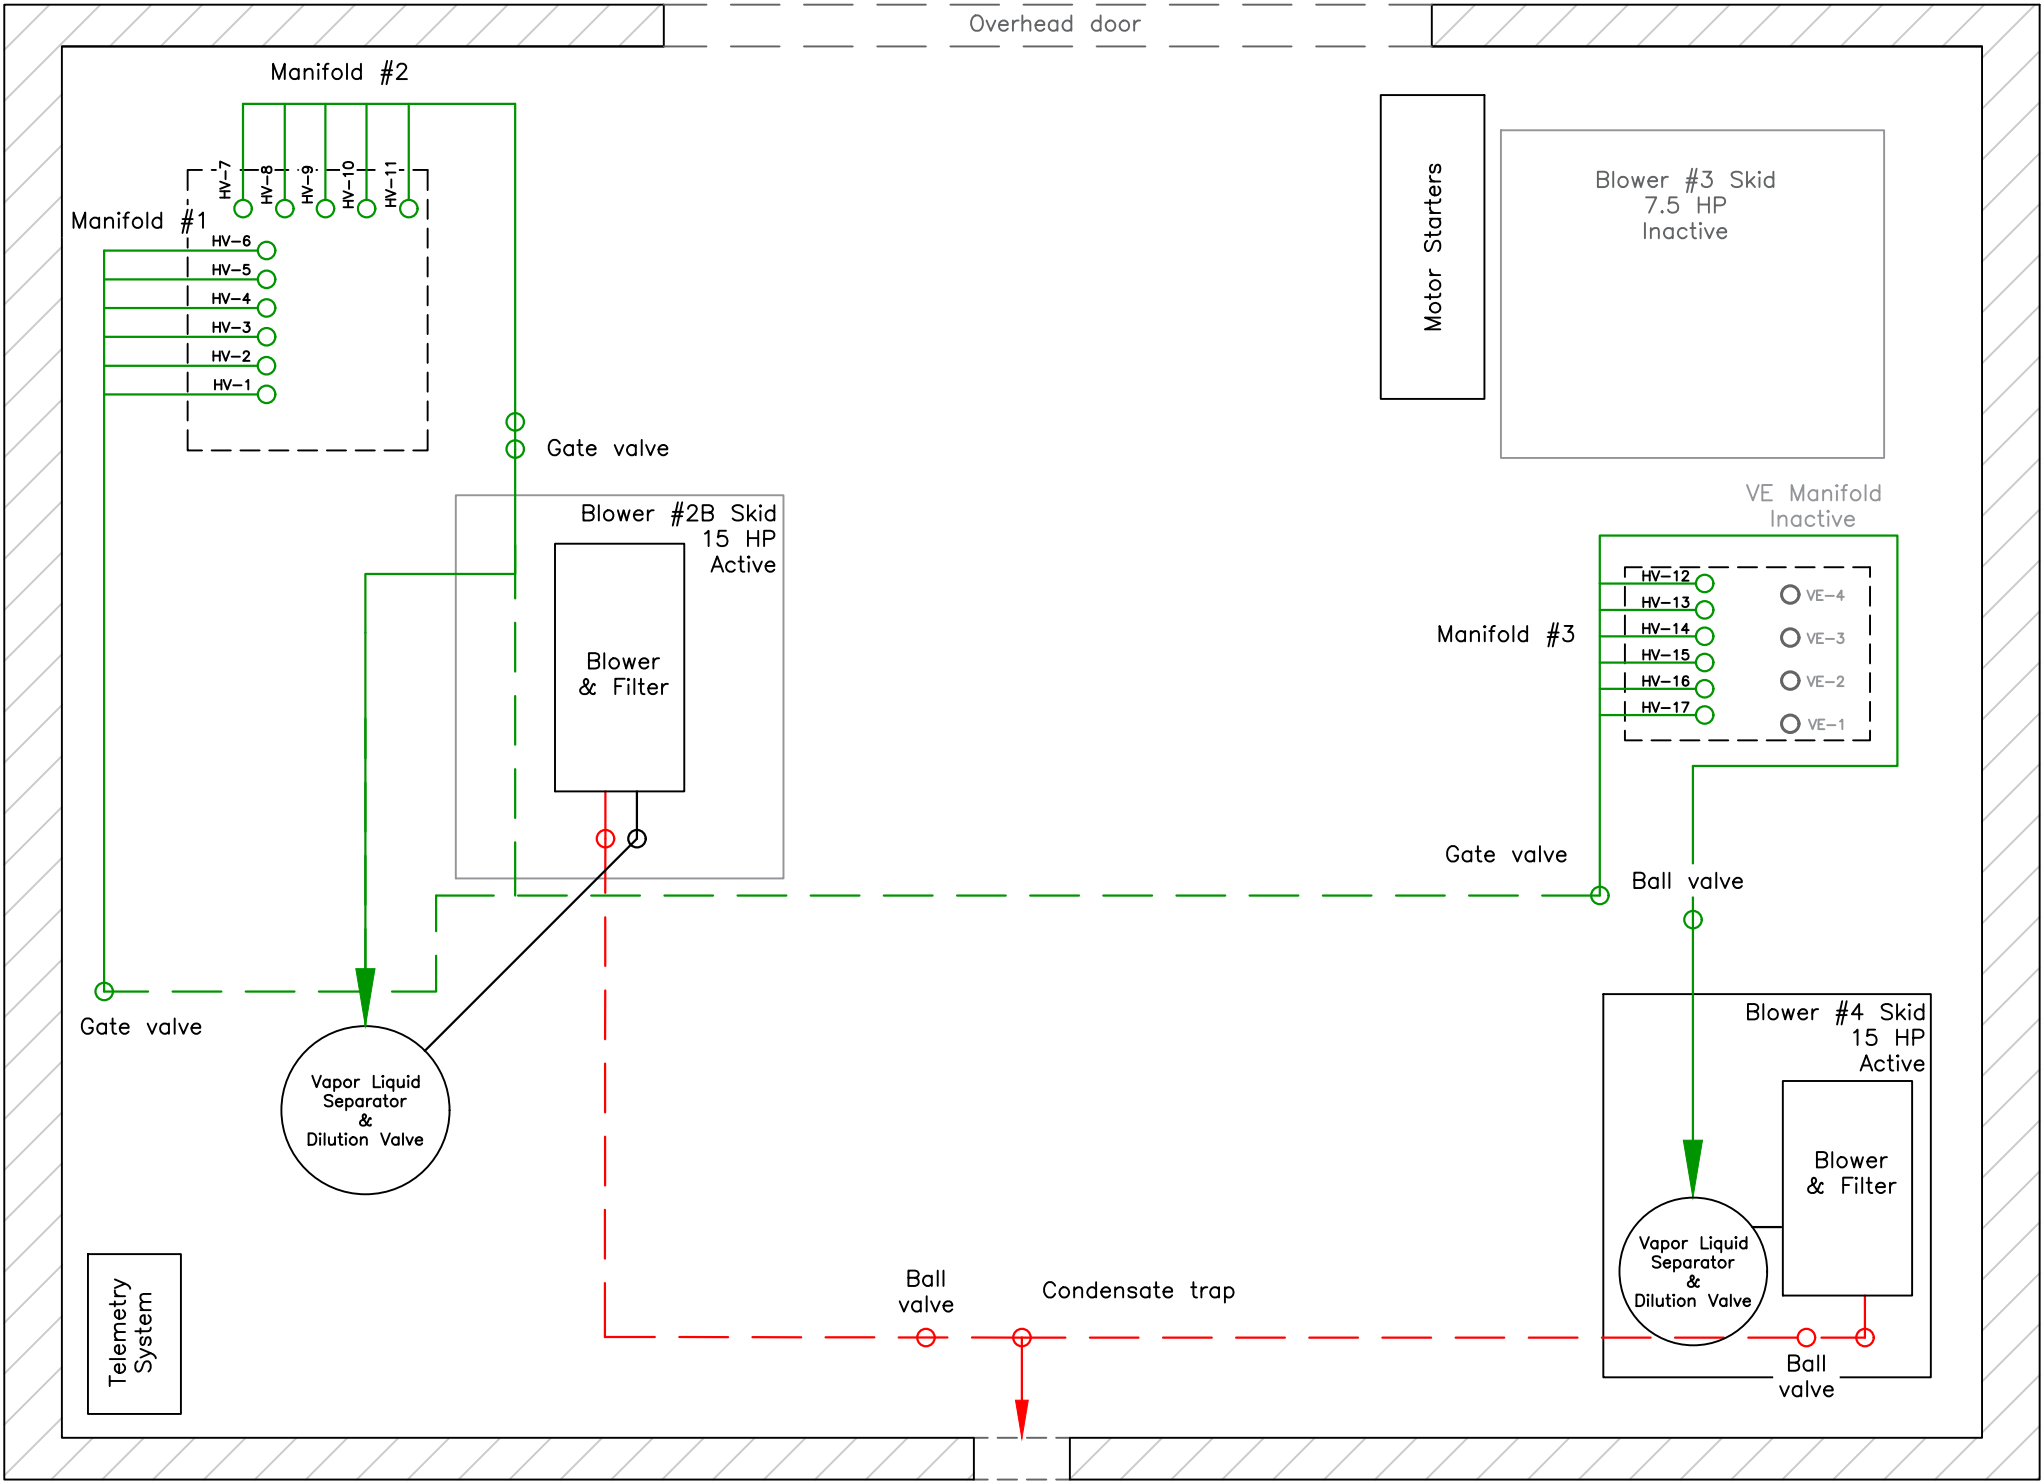 Overhead door
Manifold #2
HV-7
HV-8
HV-9
HV-10
HV-11
Manifold #1
HV-6
HV-5
HV-4
HV-3
HV-2
HV-1
Gate valve
Motor Starters
Blower #3 Skid
7.5 HP
Inactive
Blower #2B Skid
15 HP
Active
Blower
& Filter
VE Manifold
Inactive
Manifold #3
HV-12
HV-13
HV-14
HV-15
HV-16
HV-17
VE-4
VE-3
VE-2
VE-1
Gate valve
Ball valve
Gate valve
Vapor Liquid
Separator
&
Dilution Valve
Blower #4 Skid
15 HP
Active
Blower
& Filter
Vapor Liquid
Separator
&
Dilution Valve
Ball
valve
Telemetry
System
Ball
valve
Condensate trap